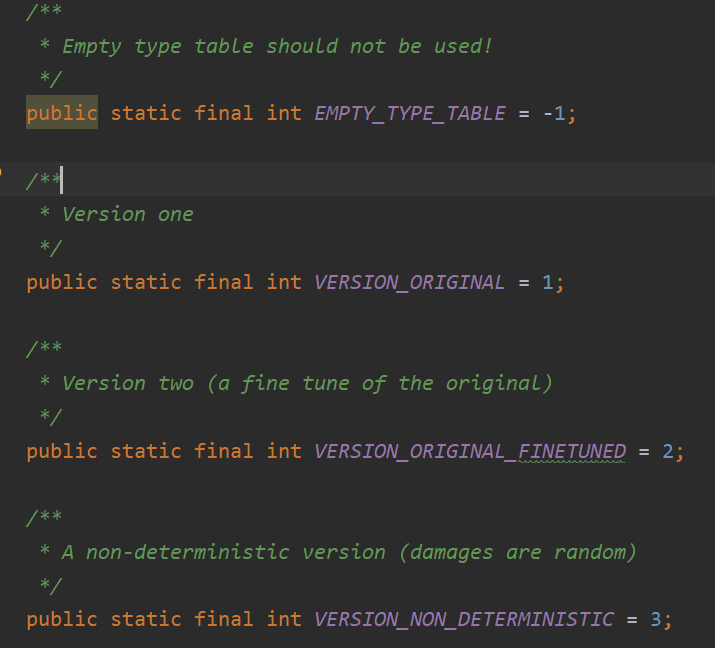 /**
* Empty type table should not be used!
*/
public static final int EMPTY_TYPE_TABLE = -1;
/**
* Version one
*/
public static final int VERSION_ORIGINAL = 1;
/**
* Version two (a fine tune of the original)
*/
public static final int VERSION_ORIGINAL_FINETUNED = 2;
/**
* A non-deterministic version (damages are random)
*/
public static final int VERSION_NON_DETERMINISTIC = 3;